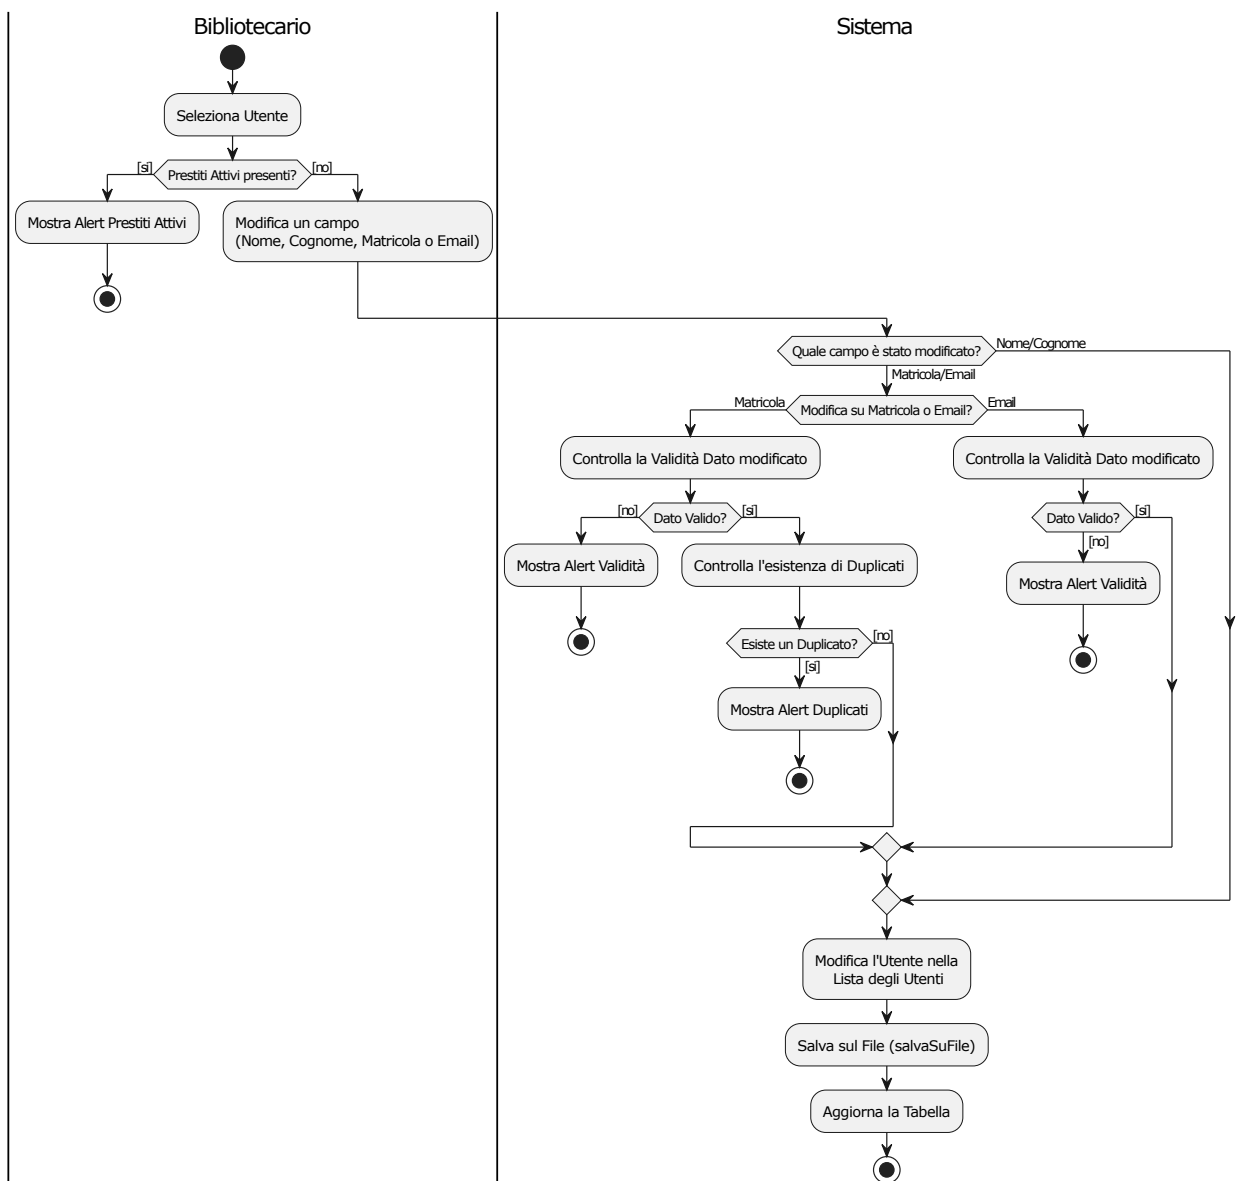 Bibliotecario
Sistema
Seleziona Utente
Prestiti Attivi presenti?
[si]
[no]
Mostra Alert Prestiti Attivi
Modifica un campo
(Nome, Cognome, Matricola o Email)
Quale campo è stato modificato?
Nome/Cognome
Matricola/Email
Modifica su Matricola o Email?
Matricola
Email
Controlla la Validità Dato modificato
Controlla la Validità Dato modificato
Dato Valido?
[no]
[si]
Dato Valido?
[si]
[no]
Mostra Alert Validità
Controlla l'esistenza di Duplicati
Mostra Alert Validità
Esiste un Duplicato?
[no]
[si]
Mostra Alert Duplicati
Modifica l'Utente nella
Lista degli Utenti
Salva sul File (salvaSuFile)
Aggiorna la Tabella